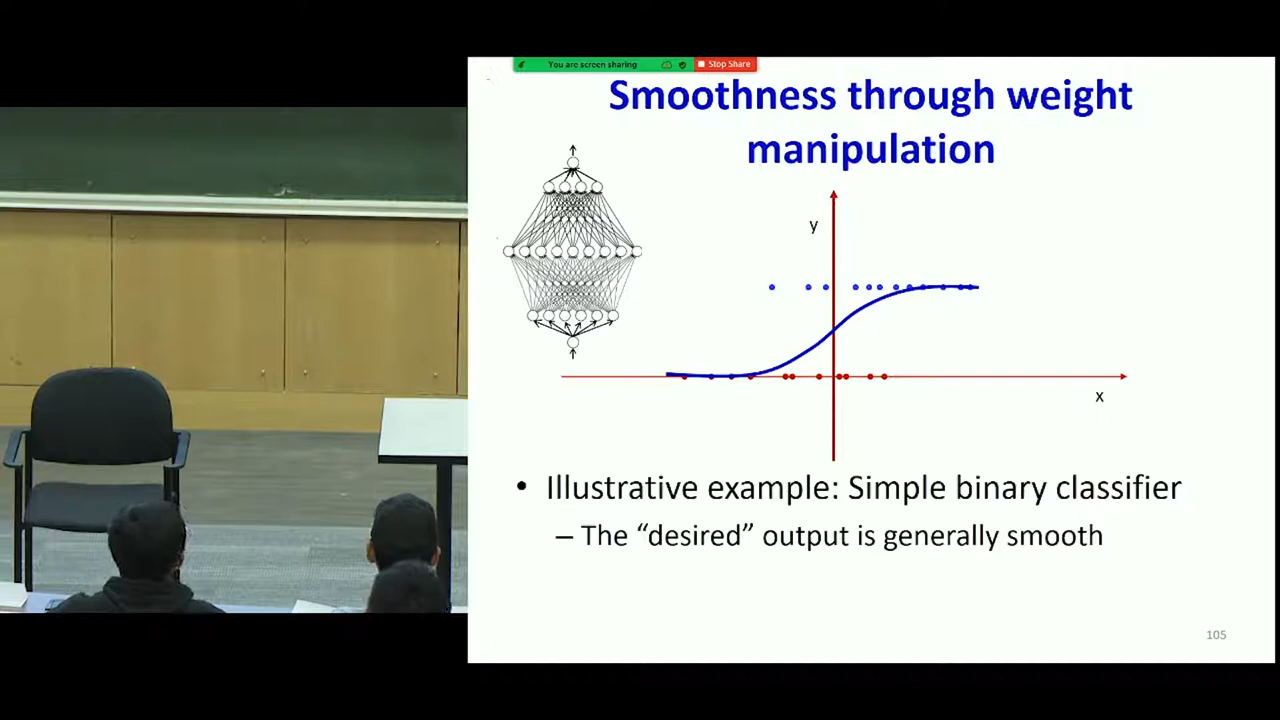 You are screen sharing
Stop Share
Smoothness through weight
manipulation
y
x
• Illustrative example: Simple binary classifier
– The “desired” output is generally smooth
105